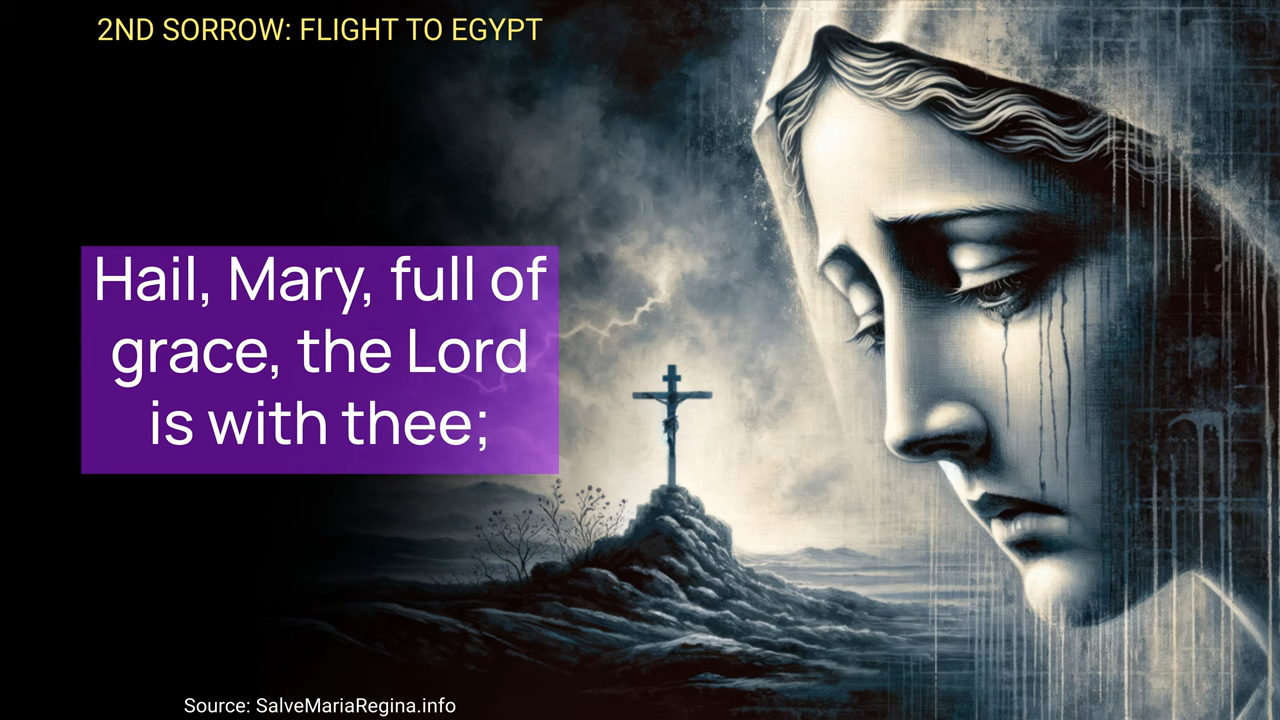 2ND SORROW: FLIGHT TO EGYPT
Hail, Mary, full of
grace, the Lord
is with thee;
Source: SalveMariaRegina.info